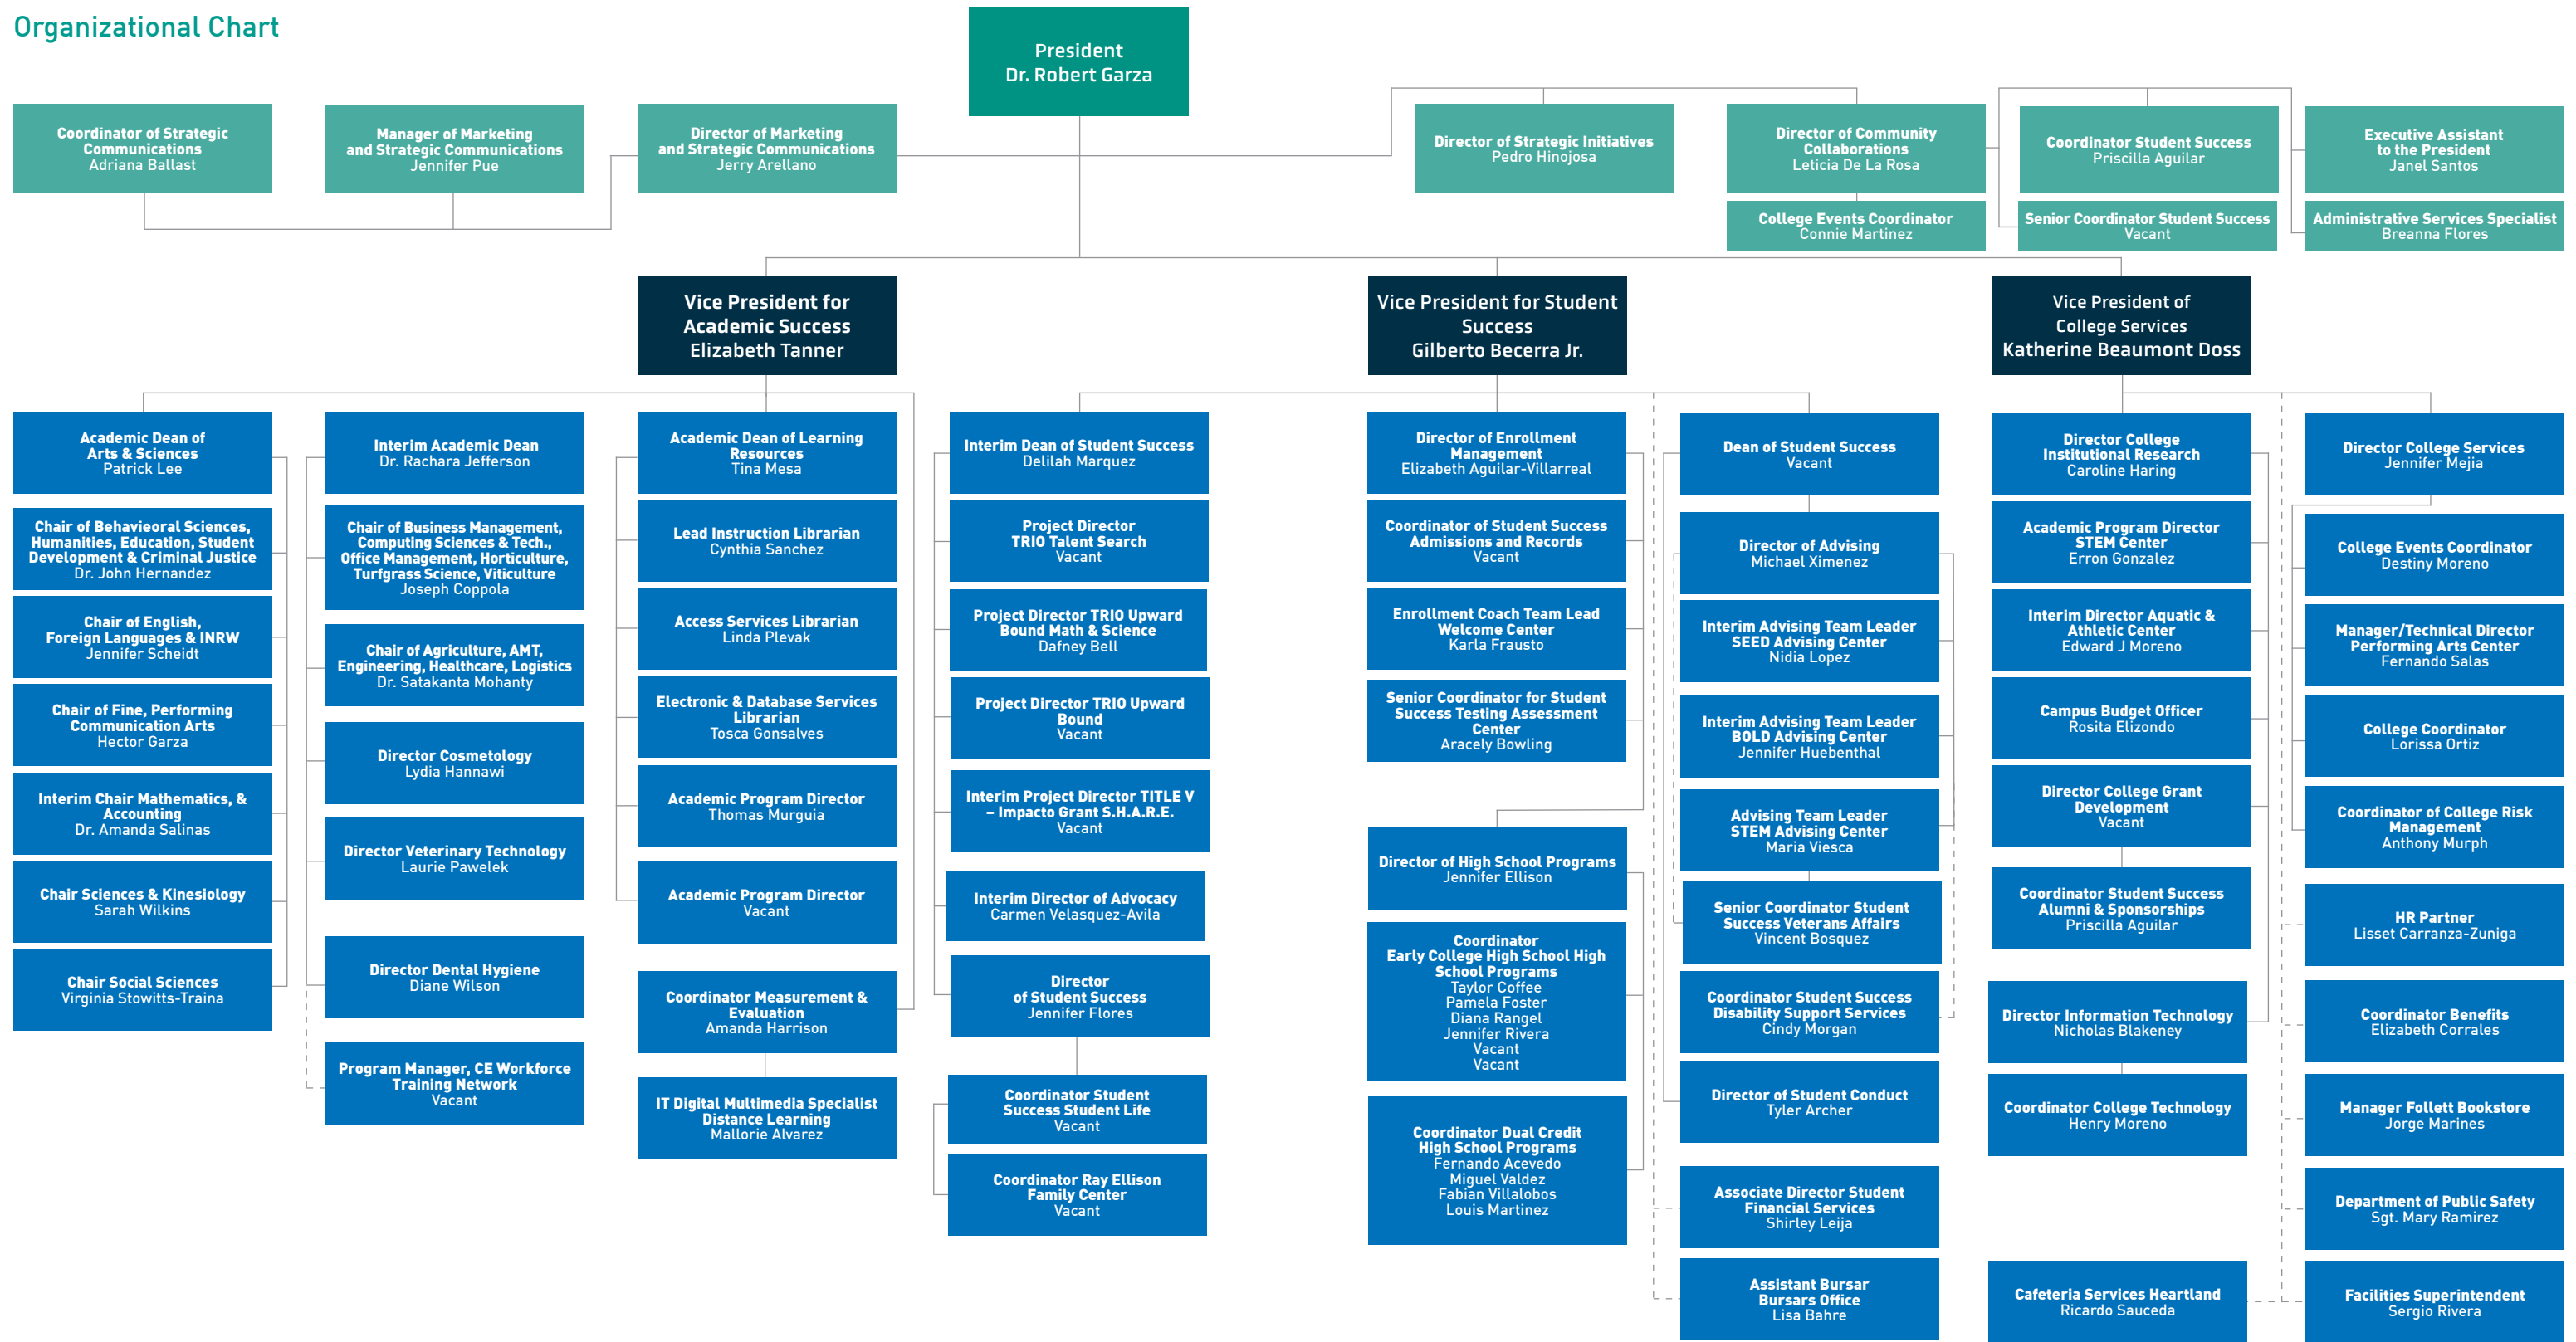 Organizational Chart
President
Dr. Robert Garza
Coordinator of Strategic
Communications
Adriana Ballast
Manager of Marketing
and Strategic Communications
Jennifer Pue
Director of Marketing
and Strategic Communications
Jerry Arellano
Director of Strategic Initiatives
Pedro Hinojosa
Director of Community
Collaborations
Leticia De La Rosa
Coordinator Student Success
Priscilla Aguilar
Executive Assistant
to the President
Janel Santos
College Events Coordinator
Connie Martinez
Senior Coordinator Student Success
Vacant
Administrative Services Specialist
Breanna Flores
Vice President for
Academic Success
Elizabeth Tanner
Vice President for Student
Success
Gilberto Becerra Jr.
Vice President of
College Services
Katherine Beaumont Doss
Academic Dean of
Arts & Sciences
Patrick Lee
Chair of Behavieoral Sciences,
Humanities, Education, Student
Development & Criminal Justice
Dr. John Hernandez
Chair of English,
Foreign Languages & INRW
Jennifer Scheidt
Chair of Fine, Performing
Communication Arts
Hector Garza
Interim Chair Mathematics, &
Accounting
Dr. Amanda Salinas
Chair Sciences & Kinesiology
Sarah Wilkins
Chair Social Sciences
Virginia Stowitts-Traina
Interim Academic Dean
Dr. Rachara Jefferson
Chair of Business Management,
Computing Sciences & Tech.,
Office Management, Horticulture,
Turfgrass Science, Viticulture
Joseph Coppola
Chair of Agriculture, AMT,
Engineering, Healthcare, Logistics
Dr. Satakanta Mohanty
Director Cosmetology
Lydia Hannawi
Director Veterinary Technology
Laurie Pawelek
Director Dental Hygiene
Diane Wilson
Program Manager, CE Workforce
Training Network
Vacant
Academic Dean of Learning
Resources
Tina Mesa
Lead Instruction Librarian
Cynthia Sanchez
Access Services Librarian
Linda Plevak
Electronic & Database Services
Librarian
Tosca Gonsalves
Academic Program Director
Thomas Murguia
Academic Program Director
Vacant
Coordinator Measurement &
Evaluation
Amanda Harrison
IT Digital Multimedia Specialist
Distance Learning
Mallorie Alvarez
Interim Dean of Student Success
Delilah Marquez
Project Director
TRIO Talent Search
Vacant
Project Director TRIO Upward
Bound Math & Science
Dafney Bell
Project Director TRIO Upward
Bound
Vacant
Interim Project Director TITLE V
– Impacto Grant S.H.A.R.E.
Vacant
Interim Director of Advocacy
Carmen Velasquez-Avila
Director
of Student Success
Jennifer Flores
Coordinator Student
Success Student Life
Vacant
Coordinator Ray Ellison
Family Center
Vacant
Director of Enrollment
Management
Elizabeth Aguilar-Villarreal
Coordinator of Student Success
Admissions and Records
Vacant
Enrollment Coach Team Lead
Welcome Center
Karla Frausto
Senior Coordinator for Student
Success Testing Assessment
Center
Aracely Bowling
Director of High School Programs
Jennifer Ellison
Coordinator
Early College High School High
School Programs
Taylor Coffee
Pamela Foster
Diana Rangel
Jennifer Rivera
Vacant
Vacant
Coordinator Dual Credit
High School Programs
Fernando Acevedo
Miguel Valdez
Fabian Villalobos
Louis Martinez
Dean of Student Success
Vacant
Director of Advising
Michael Ximenez
Interim Advising Team Leader
SEED Advising Center
Nidia Lopez
Interim Advising Team Leader
BOLD Advising Center
Jennifer Huebenthal
Advising Team Leader
STEM Advising Center
Maria Viesca
Senior Coordinator Student
Success Veterans Affairs
Vincent Bosquez
Coordinator Student Success
Disability Support Services
Cindy Morgan
Director of Student Conduct
Tyler Archer
Associate Director Student
Financial Services
Shirley Leija
Assistant Bursar
Bursars Office
Lisa Bahre
Director College
Institutional Research
Caroline Haring
Academic Program Director
STEM Center
Erron Gonzalez
Interim Director Aquatic &
Athletic Center
Edward J Moreno
Campus Budget Officer
Rosita Elizondo
Director College Grant
Development
Vacant
Coordinator Student Success
Alumni & Sponsorships
Priscilla Aguilar
Director Information Technology
Nicholas Blakeney
Coordinator College Technology
Henry Moreno
Cafeteria Services Heartland
Ricardo Sauceda
Director College Services
Jennifer Mejia
College Events Coordinator
Destiny Moreno
Manager/Technical Director
Performing Arts Center
Fernando Salas
College Coordinator
Lorissa Ortiz
Coordinator of College Risk
Management
Anthony Murph
HR Partner
Lisset Carranza-Zuniga
Coordinator Benefits
Elizabeth Corrales
Manager Follett Bookstore
Jorge Marines
Department of Public Safety
Sgt. Mary Ramirez
Facilities Superintendent
Sergio Rivera